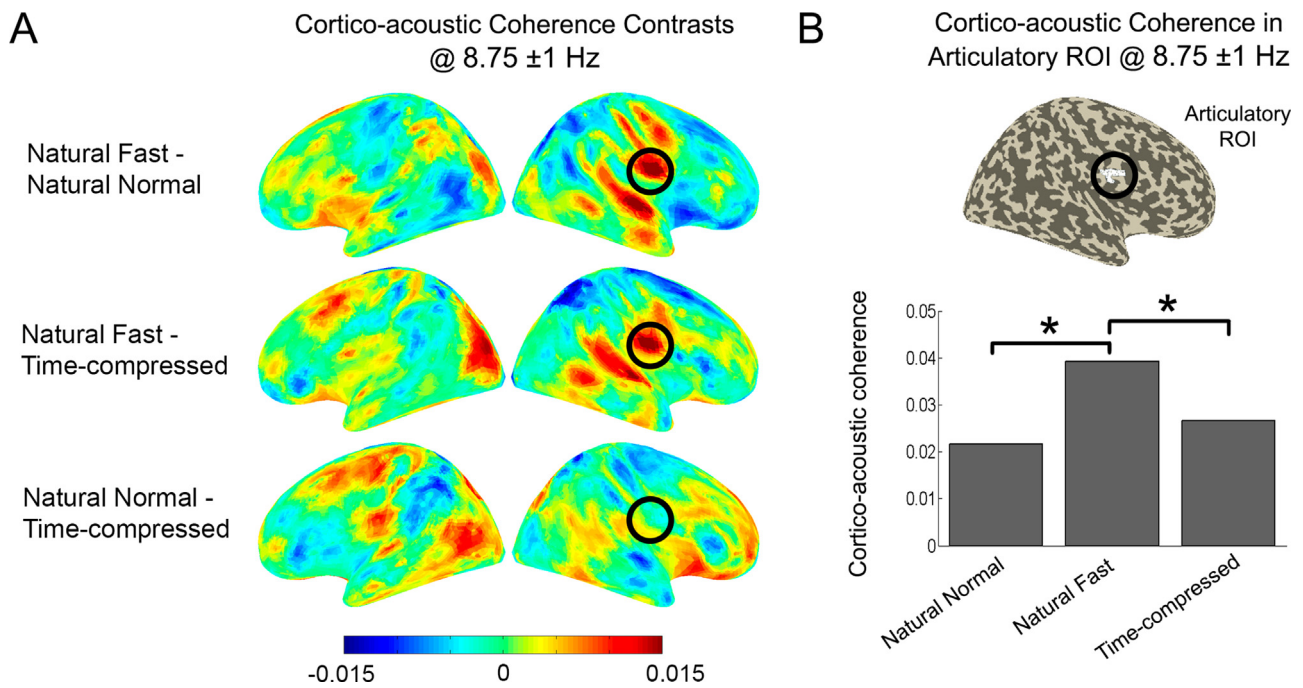 A
Cortico-acoustic Coherence Contrasts
@ 8.75 ±1 Hz
Natural Fast -
Natural Normal
Natural Fast -
Time-compressed
Natural Normal -
Time-compressed
-0.015
0
0.015
B
Cortico-acoustic Coherence in
Articulatory ROI @ 8.75 ±1 Hz
Articulatory
ROI
Cortico-acoustic coherence
0.05
0.04
0.03
0.02
0.01
0
*
*
Natural Normal
Natural Fast
Time-compressed